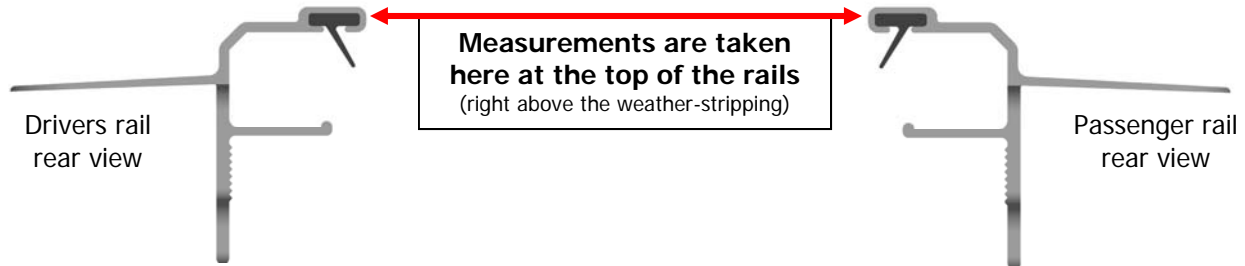 Measurements are taken
here at the top of the rails
(right above the weather-stripping)
Drivers rail
rear view
Passenger rail
rear view